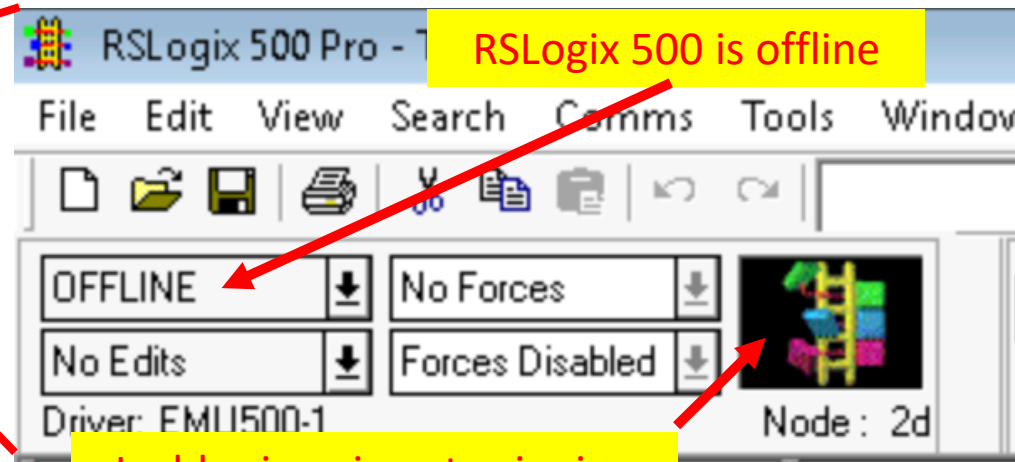 RSLogix 500 Pro -
RSLogix 500 is offline
File Edit View Search Comms Tools
OFFLINE No Forces
No Edits Forces Disabled
Driver: EMU500-1 Node : 2d